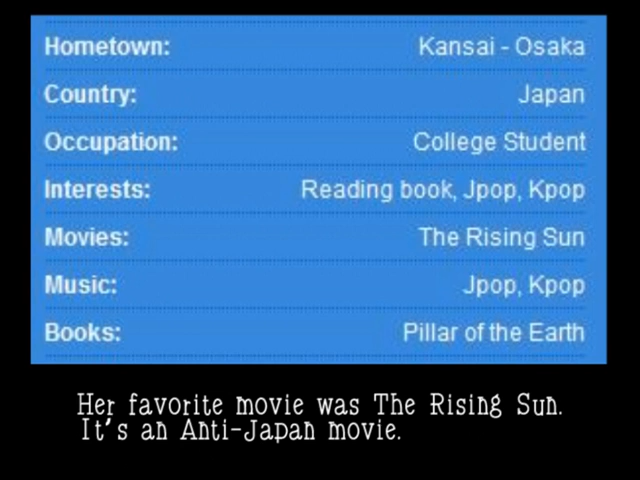 Hometown: Kansai - Osaka
Country: Japan
Occupation: College Student
Interests: Reading book, Jpop, Kpop
Movies: The Rising Sun
Music: Jpop, Kpop
Books: Pillar of the Earth
Her favorite movie was The Rising Sun.
It's an Anti-Japan movie.